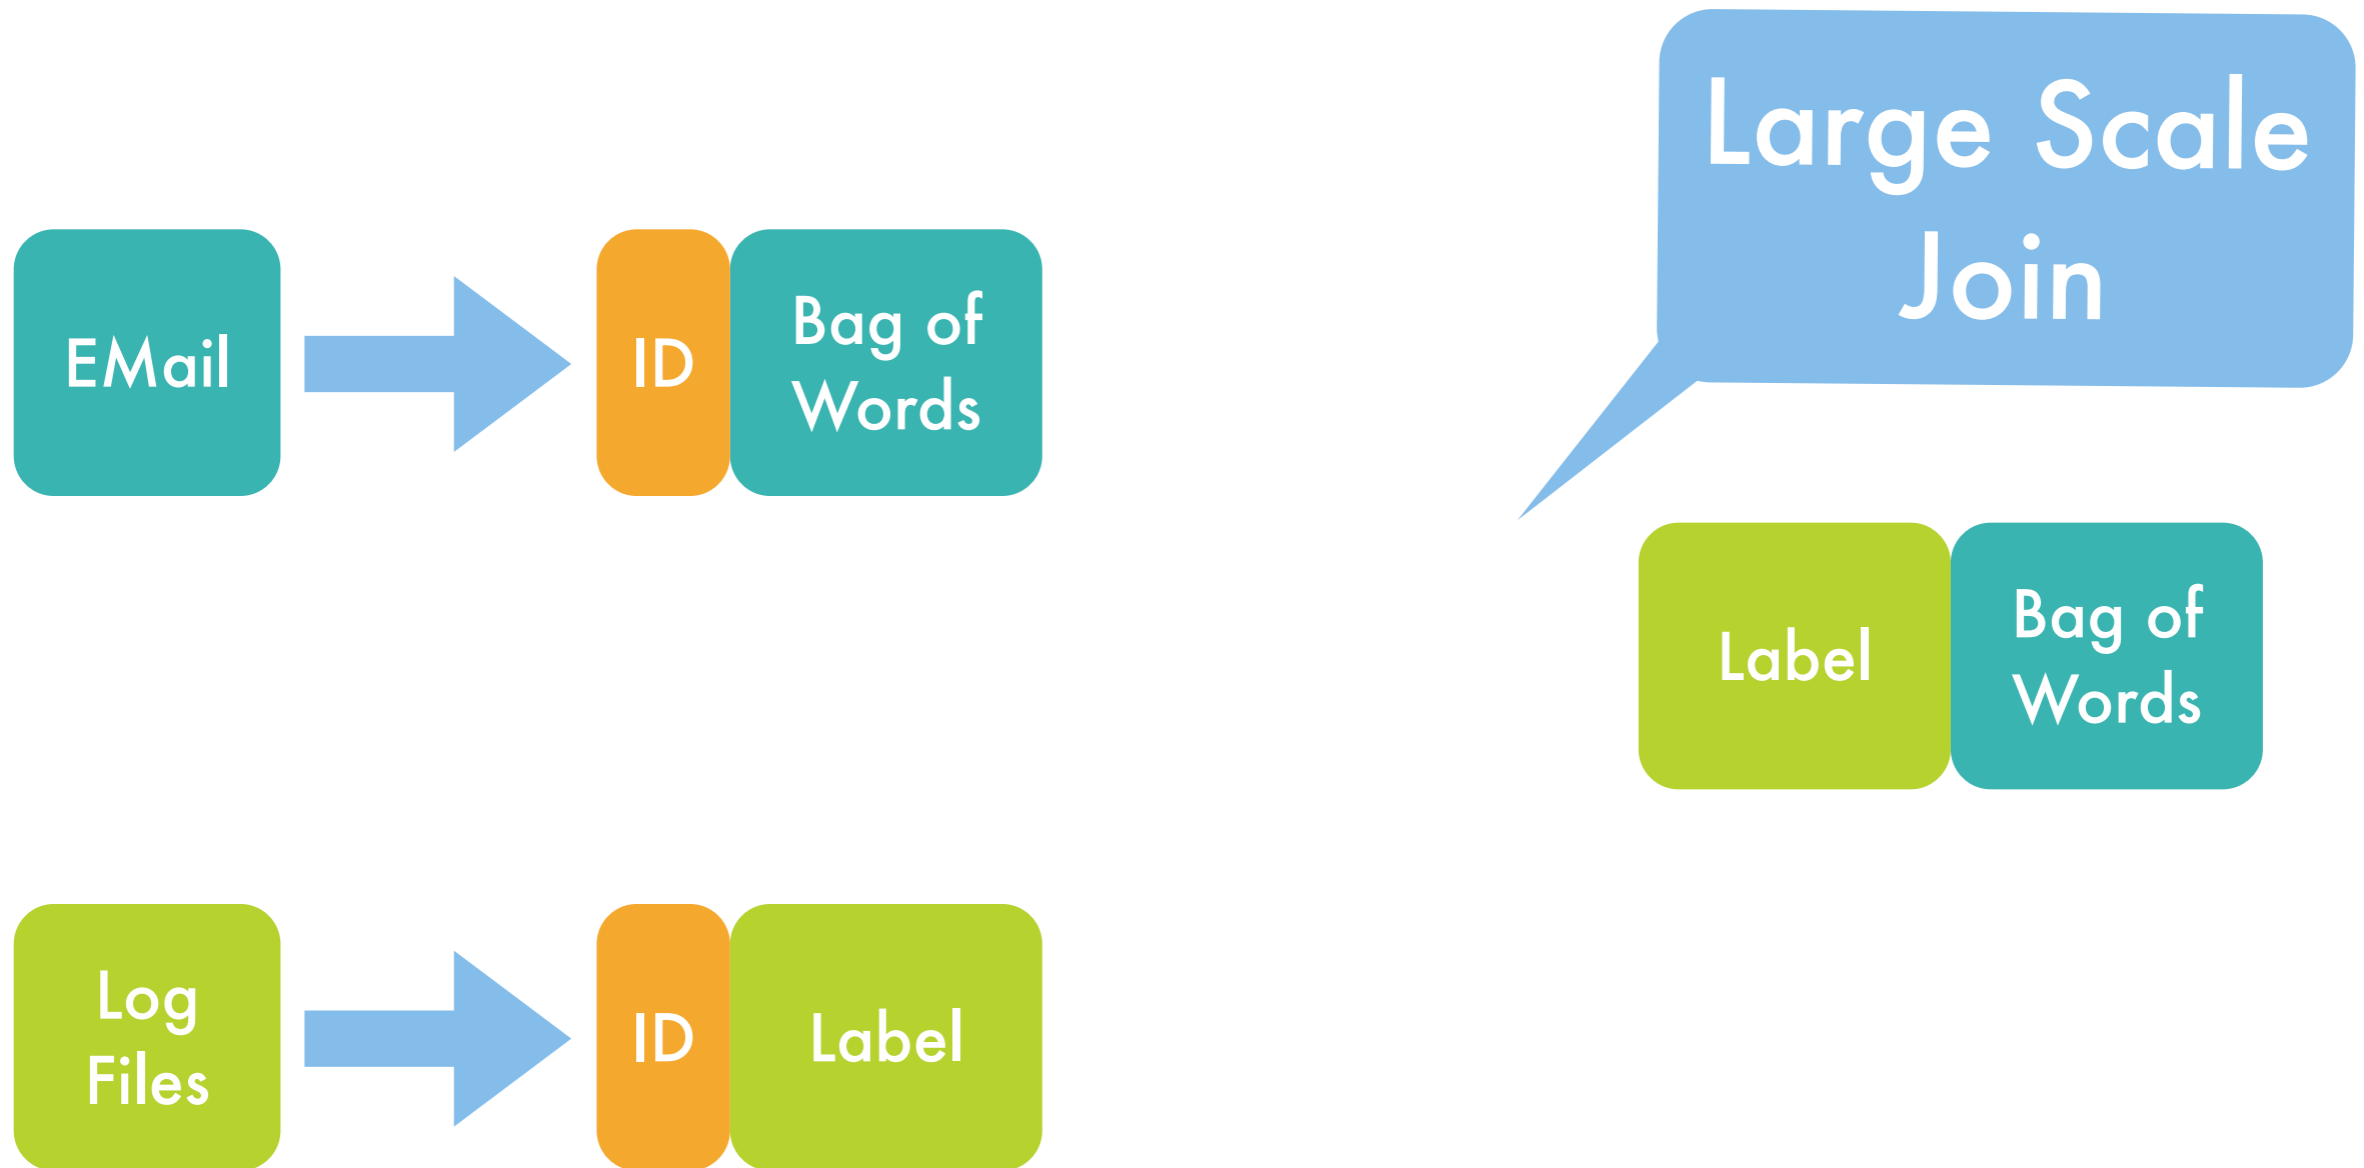 Large Scale
Join
EMail
ID
Bag of
Words
Label
Bag of
Words
Log
Files
ID
Label